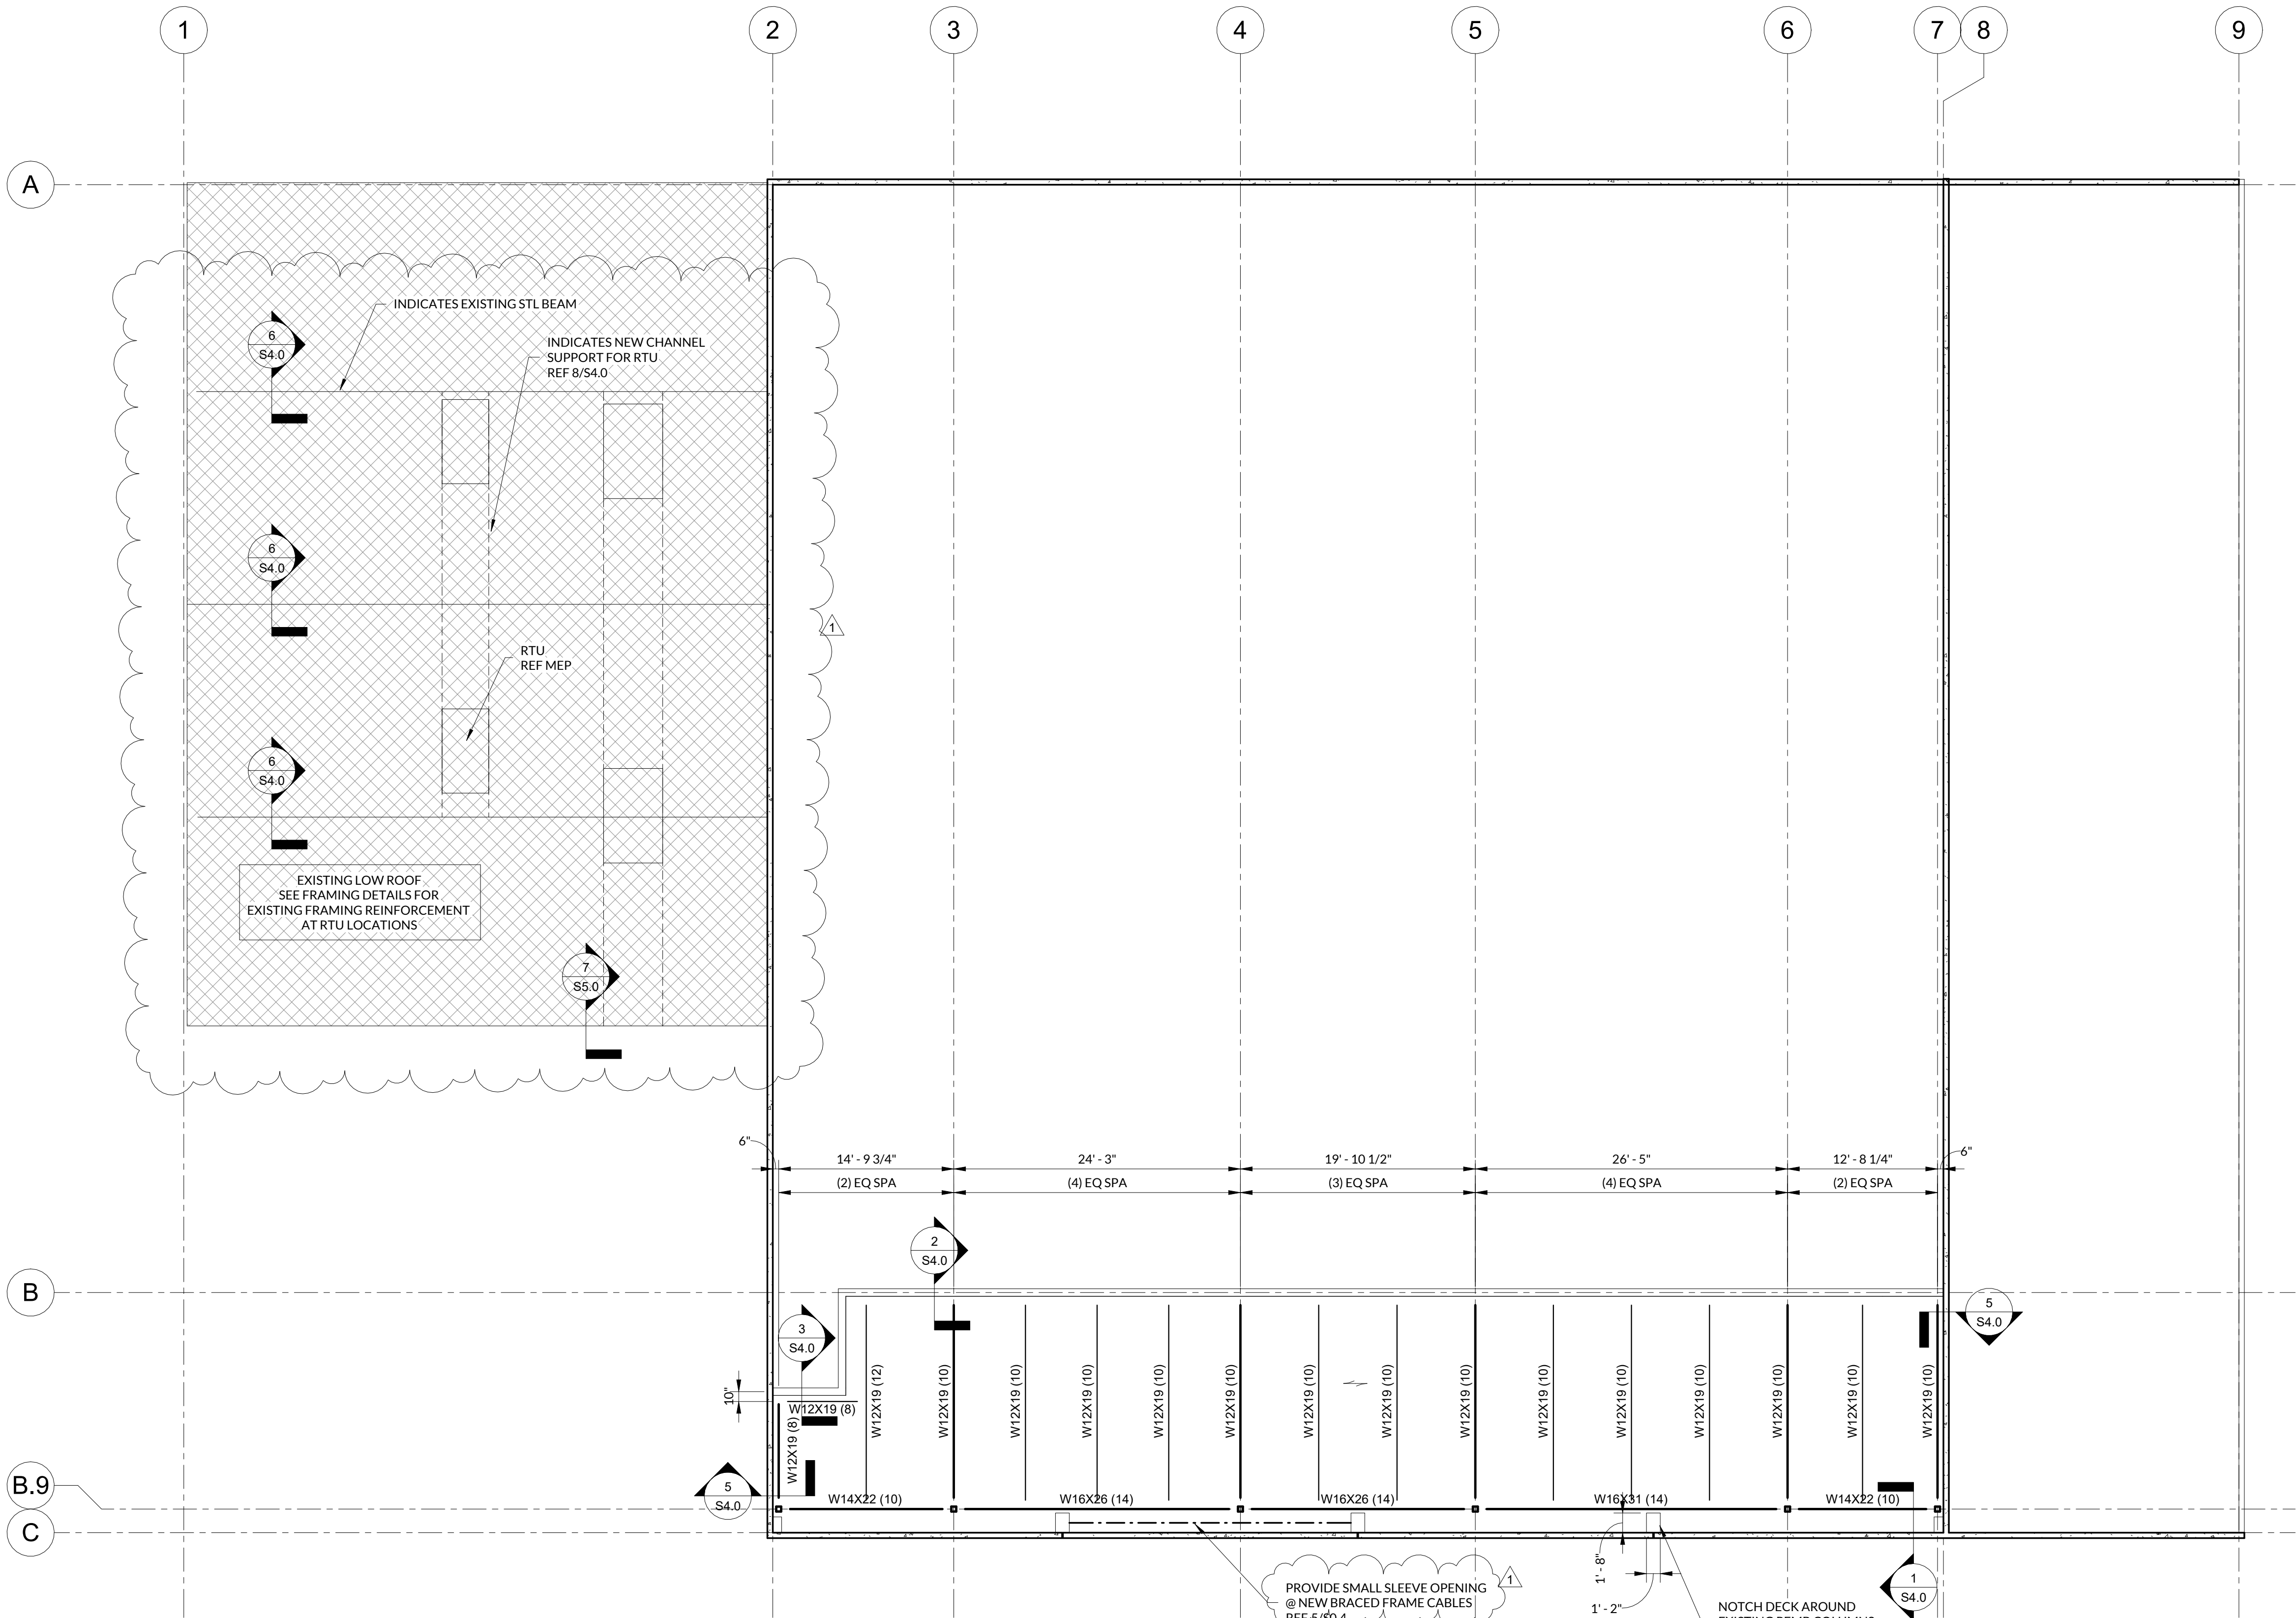 1 2 3 4 5 6 7 8 9
A
INDICATES EXISTING STL BEAM
6
S4.0
INDICATES NEW CHANNEL
SUPPORT FOR RTU
REF 8/S4.0
6
S4.0
1
RTU
REF MEP
6
S4.0
EXISTING LOW ROOF
SEE FRAMING DETAILS FOR
EXISTING FRAMING REINFORCEMENT
AT RTU LOCATIONS
7
S5.0
6"
14' - 9 3/4"
24' - 3"
19' - 10 1/2"
26' - 5"
12' - 8 1/4"
6"
(2) EQ SPA
(4) EQ SPA
(3) EQ SPA
(4) EQ SPA
(2) EQ SPA
2
S4.0
B
5
S4.0
3
S4.0
10"
W12X19 (8)
W12X19 (8)
W12X19 (12)
W12X19 (10)
W12X19 (10)
W12X19 (10)
W12X19 (10)
W12X19 (10)
W12X19 (10)
W12X19 (10)
W12X19 (10)
W12X19 (10)
W12X19 (10)
W12X19 (10)
W12X19 (10)
W12X19 (10)
W12X19 (10)
B.9
5
S4.0
W14X22 (10)
W16X26 (14)
W16X26 (14)
W16X31 (14)
W14X22 (10)
C
1' - 8"
1' - 2"
PROVIDE SMALL SLEEVE OPENING
@ NEW BRACED FRAME CABLES
REF 5/S0.4
1
NOTCH DECK AROUND
EXISTING PEMB COLUMNS
1
S4.0